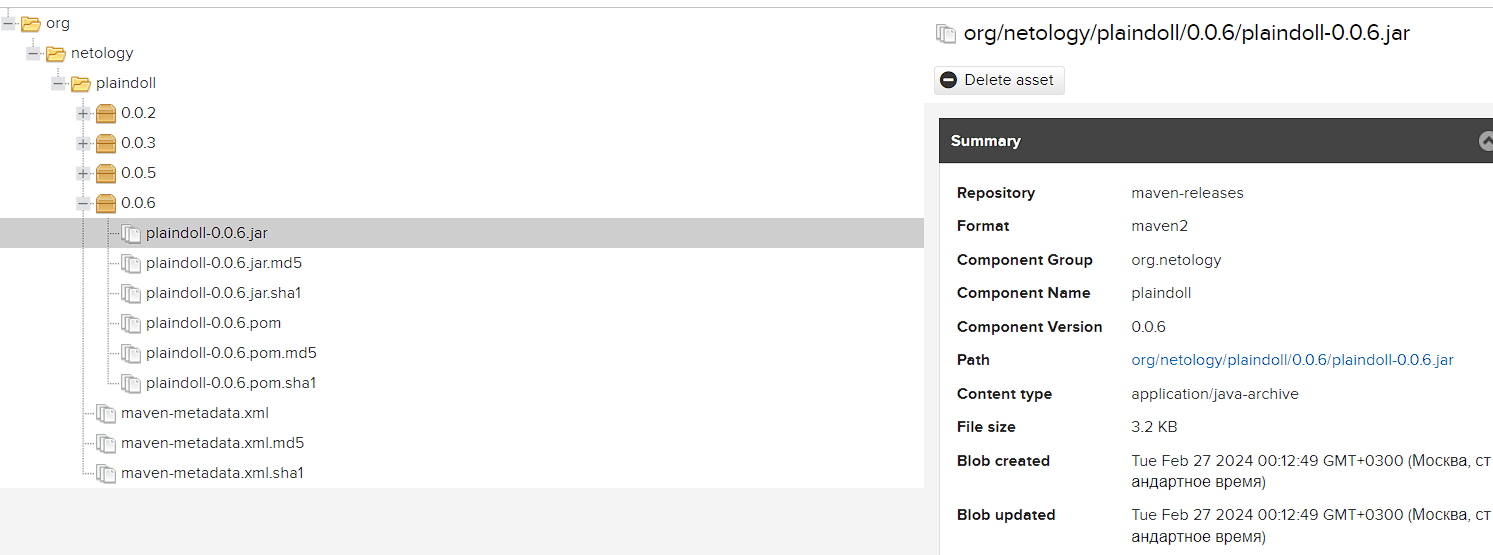 org
netology
plaindoll
0.0.2
0.0.3
0.0.5
0.0.6
plaindoll-0.0.6.jar
plaindoll-0.0.6.jar.md5
plaindoll-0.0.6.jar.sha1
plaindoll-0.0.6.pom
plaindoll-0.0.6.pom.md5
plaindoll-0.0.6.pom.sha1
maven-metadata.xml
maven-metadata.xml.md5
maven-metadata.xml.sha1
org/netology/plaindoll/0.0.6/plaindoll-0.0.6.jar
Delete asset
Summary
Repository maven-releases
Format maven2
Component Group org.netology
Component Name plaindoll
Component Version 0.0.6
Path org/netology/plaindoll/0.0.6/plaindoll-0.0.6.jar
Content type application/java-archive
File size 3.2 KB
Blob created Tue Feb 27 2024 00:12:49 GMT+0300 (Москва, ст
андартное время)
Blob updated Tue Feb 27 2024 00:12:49 GMT+0300 (Москва, ст
андартное время)